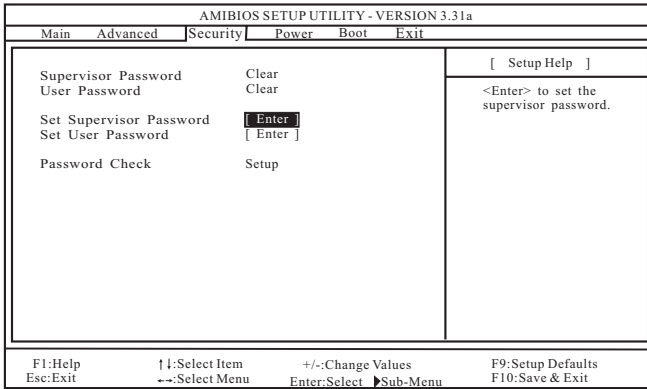 AMIBIOS SETUP UTILITY - VERSION 3.31a
Main Advanced Security Power Boot Exit
Supervisor Password Clear
User Password Clear
Set Supervisor Password [ Enter ]
Set User Password [ Enter ]
Password Check Setup
[ Setup Help ]
<Enter> to set the
supervisor password.
F1:Help ↑↓:Select Item +/-:Change Values F9:Setup Defaults
Esc:Exit ←→:Select Menu Enter:Select ▶Sub-Menu F10:Save & Exit